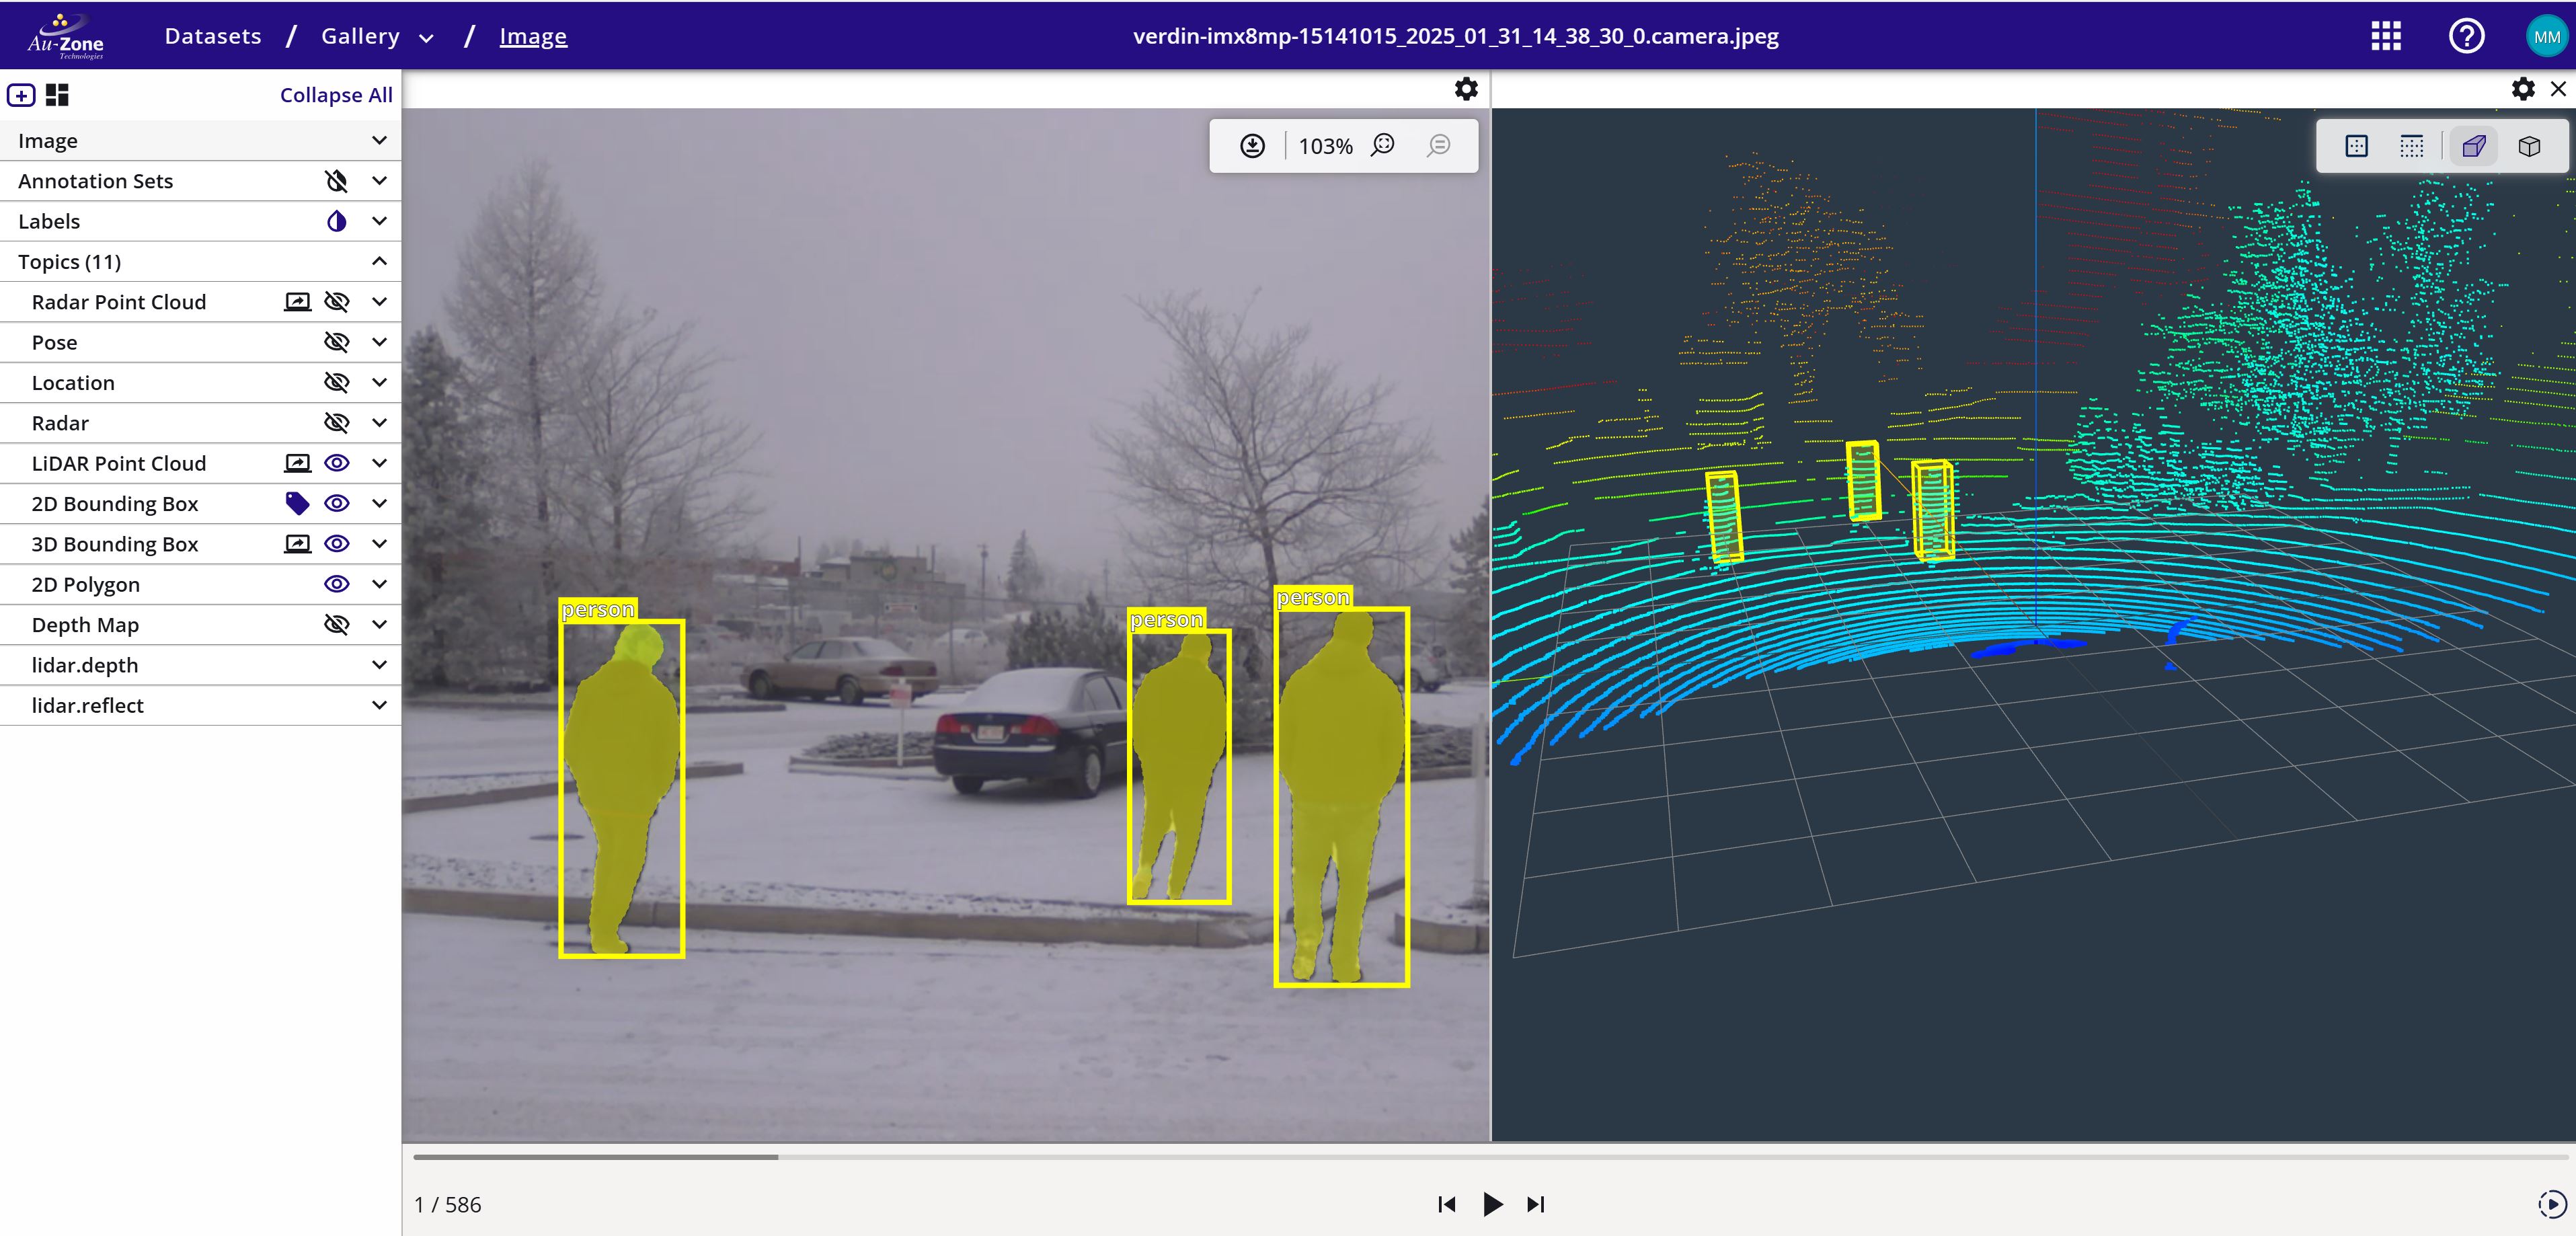 Au-Zone
Technologies
Datasets / Gallery / Image
verdin-imx8mp-15141015_2025_01_31_14_38_30_0.camera.jpeg
MM
Collapse All
Image
Annotation Sets
Labels
Topics (11)
Radar Point Cloud
Pose
Location
Radar
LiDAR Point Cloud
2D Bounding Box
3D Bounding Box
2D Polygon
Depth Map
lidar.depth
lidar.reflect
103%
person
person
person
1 / 586